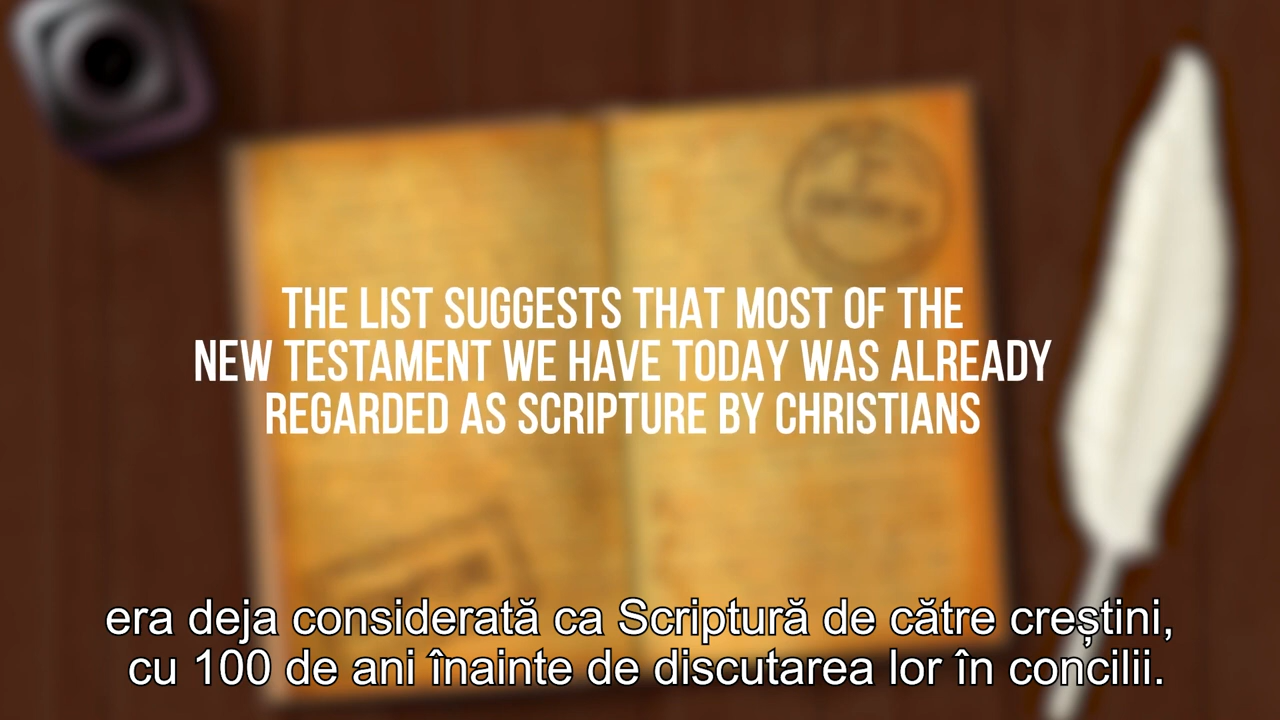 THE LIST SUGGESTS THAT MOST OF THE
NEW TESTAMENT WE HAVE TODAY WAS ALREADY
REGARDED AS SCRIPTURE BY CHRISTIANS
era deja considerată ca Scriptură de către creștini,
cu 100 de ani înainte de discutarea lor în concilii.